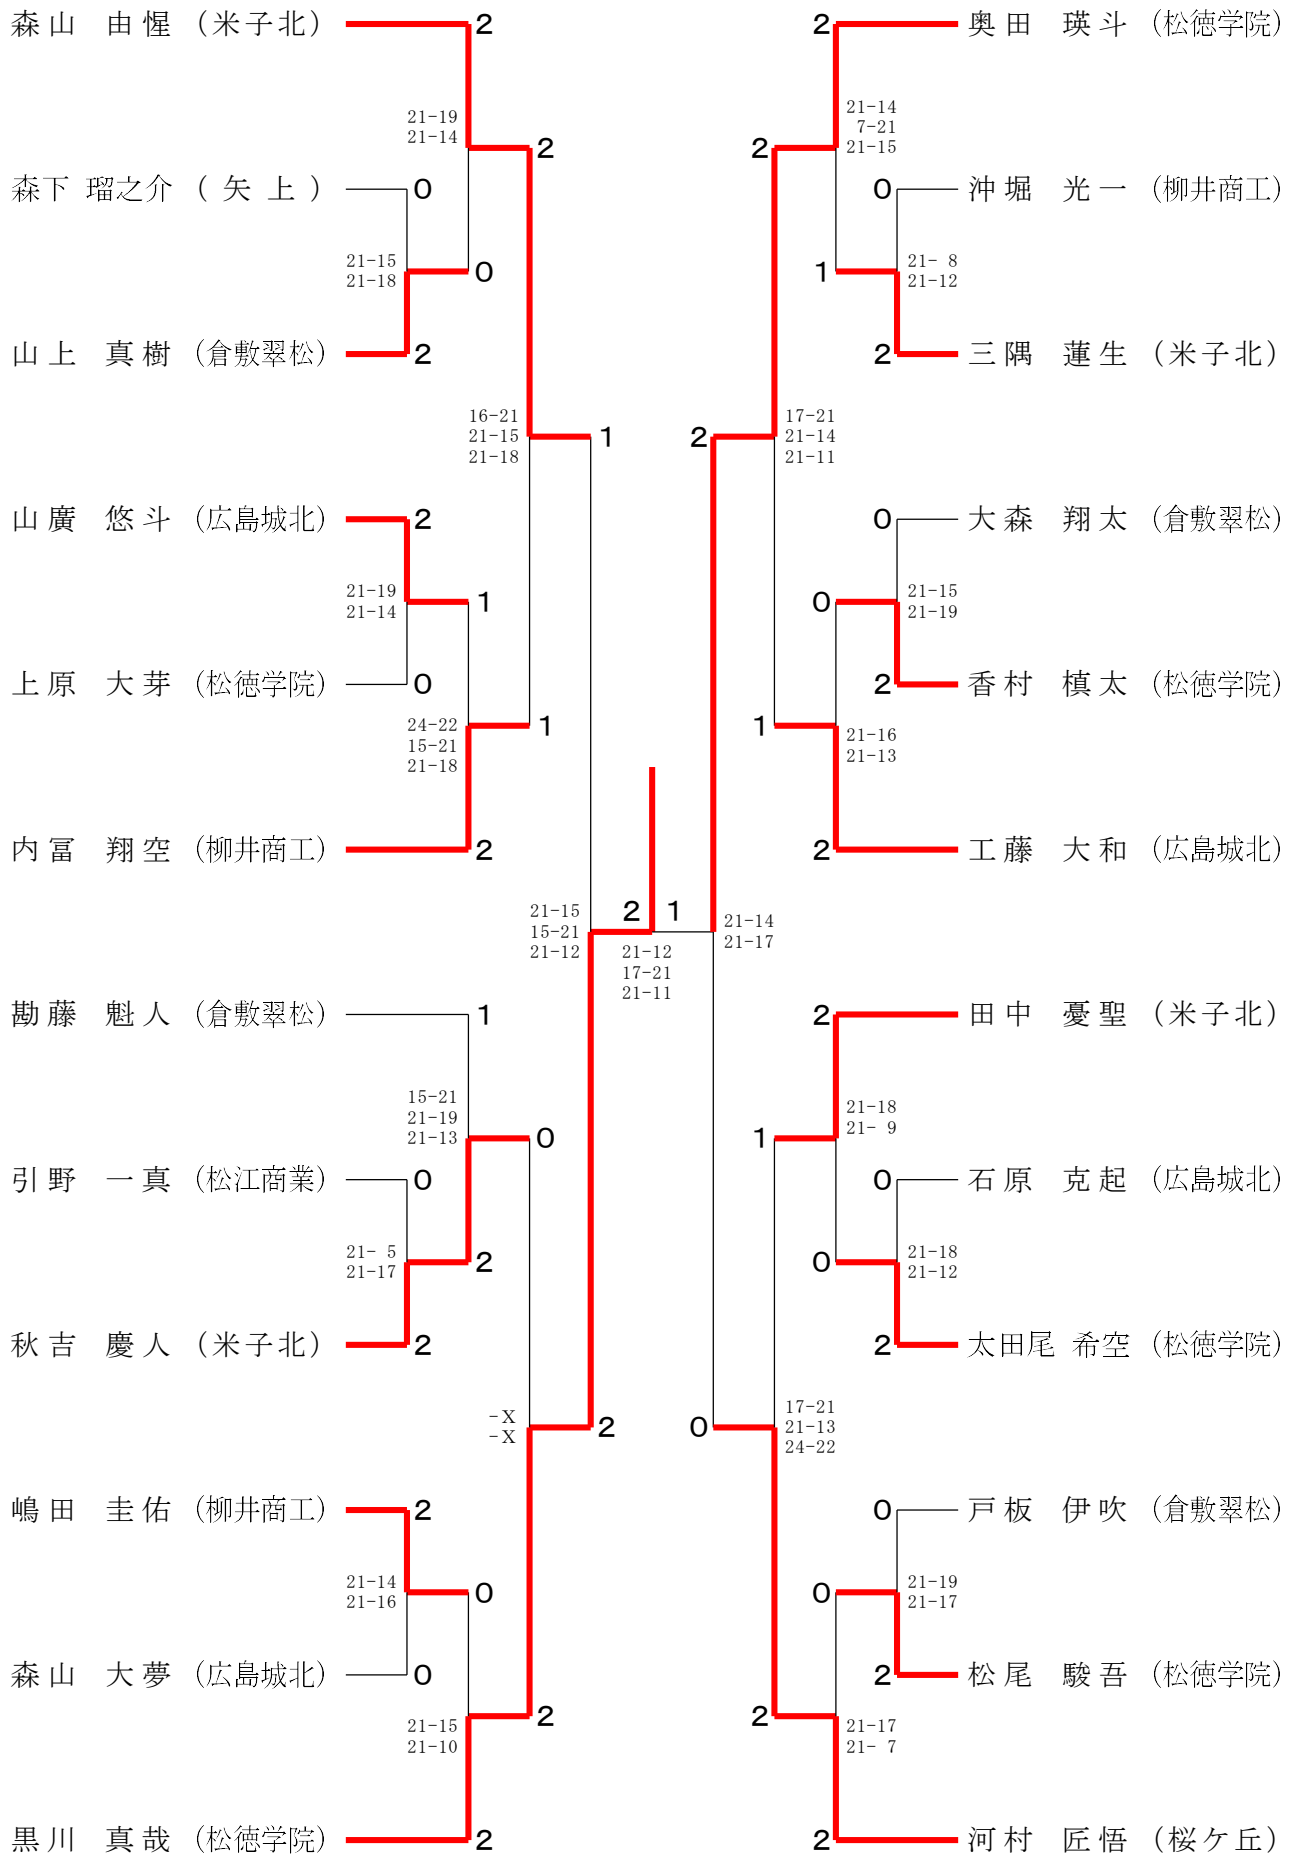 森山 由惺 (米子北) 2
2 奥田 瑛斗 (松徳学院)
21-19
21-14
2
2
21-14
7-21
21-15
森下 瑠之介 (矢上) 0
0 沖堀 光一 (柳井商工)
21-15
21-18
0
1
21- 8
21-12
山上 真樹 (倉敷翠松) 2
2 三隅 蓮生 (米子北)
16-21
21-15
21-18
1
2
17-21
21-14
21-11
山廣 悠斗 (広島城北) 2
0 大森 翔太 (倉敷翠松)
21-19
21-14
1
0
21-15
21-19
上原 大芽 (松徳学院) 0
2 香村 槙太 (松徳学院)
24-22
15-21
21-18
1
1
21-16
21-13
内冨 翔空 (柳井商工) 2
2 工藤 大和 (広島城北)
21-15
15-21
21-12
2 1
21-12
17-21
21-11
21-14
21-17
勘藤 魁人 (倉敷翠松) 1
2 田中 憂聖 (米子北)
15-21
21-19
21-13
0
1
21-18
21- 9
引野 一真 (松江商業) 0
0 石原 克起 (広島城北)
21- 5
21-17
2
0
21-18
21-12
秋吉 慶人 (米子北) 2
2 太田尾 希空 (松徳学院)
-X
-X
2
0
17-21
21-13
24-22
嶋田 圭佑 (柳井商工) 2
0 戸板 伊吹 (倉敷翠松)
21-14
21-16
0
0
21-19
21-17
森山 大夢 (広島城北) 0
2 松尾 駿吾 (松徳学院)
21-15
21-10
2
2
21-17
21- 7
黒川 真哉 (松徳学院) 2
2 河村 匠悟 (桜ケ丘)